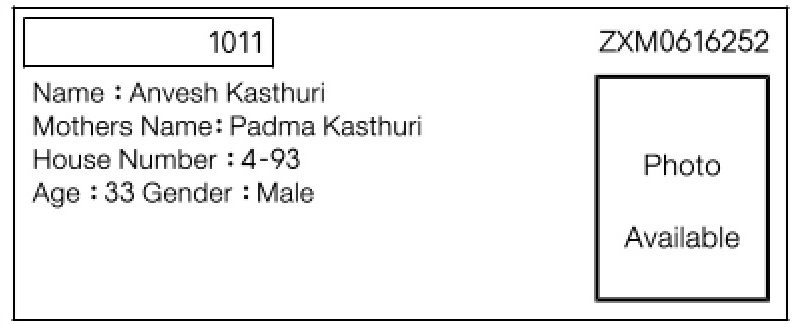 1011
ZXM0616252
Name : Anvesh Kasthuri
Mothers Name: Padma Kasthuri
House Number : 4-93
Age : 33 Gender : Male
Photo
Available